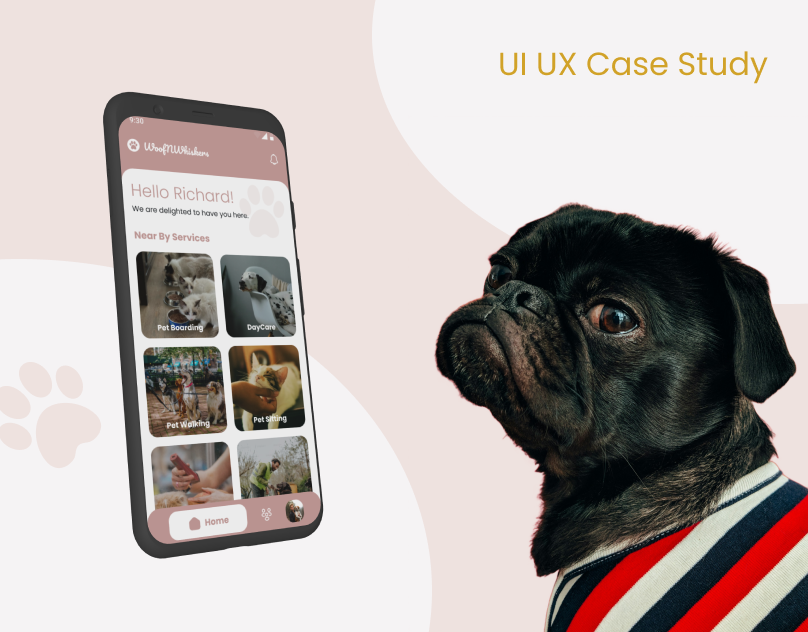 UI UX Case Study
9:30
WoofNWhiskers
Hello Richard!
We are delighted to have you here.
Near By Services
Pet Boarding
DayCare
Pet Walking
Pet Sitting
Home